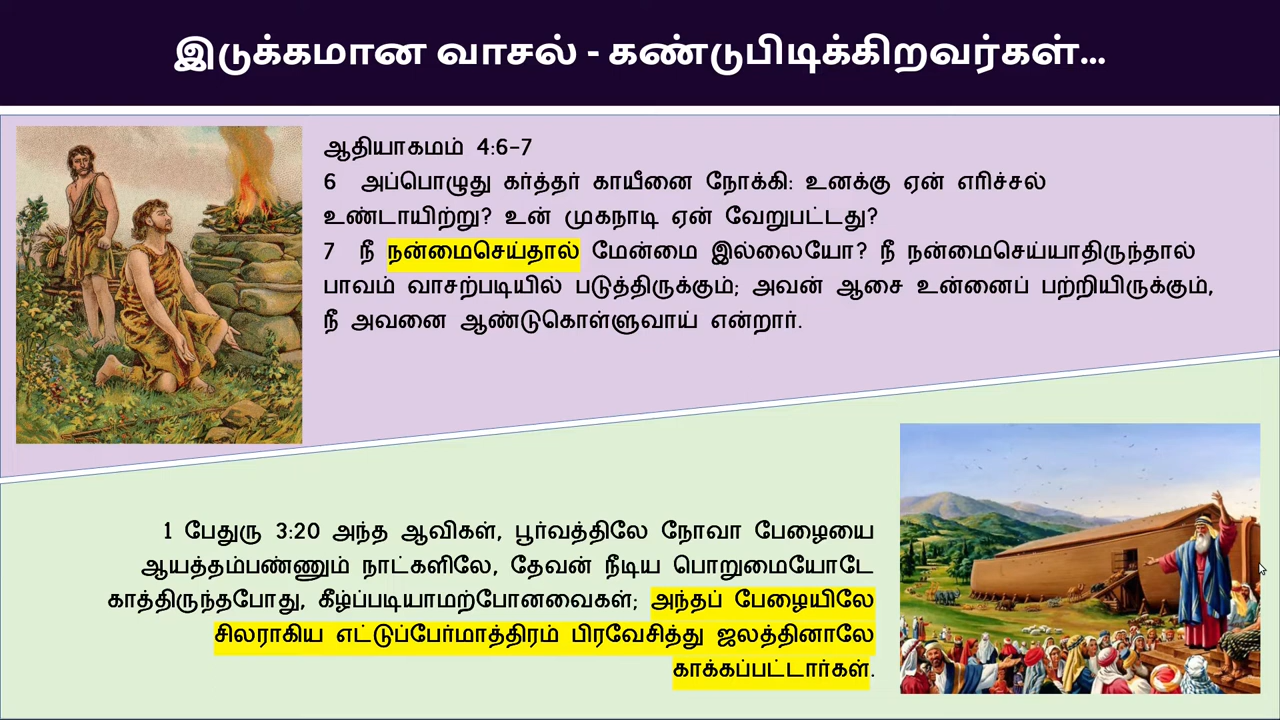 இடுக்கமான வாசல் - கண்டுபிடிக்கிறவர்கள்...
ஆதியாகமம் 4:6-7
6 அப்பொழுது கர்த்தர் காயீனை நோக்கி: உனக்கு ஏன் எரிச்சல்
உண்டாயிற்று? உன் முகநாடி ஏன் வேறுபட்டது?
7 நீ நன்மைசெய்தால் மேன்மை இல்லையோ? நீ நன்மைசெய்யாதிருந்தால்
பாவம் வாசற்படியில் படுத்திருக்கும்; அவன் ஆசை உன்னைப் பற்றியிருக்கும்,
நீ அவனை ஆண்டுகொள்ளுவாய் என்றார்.
1 பேதுரு 3:20 அந்த ஆவிகள், பூர்வத்திலே நோவா பேழையை
ஆயத்தம்பண்ணும் நாட்களிலே, தேவன் நீடிய பொறுமையோடே
காத்திருந்தபோது, கீழ்ப்படியாமற்போனவைகள்; அந்தப் பேழையிலே
சிலராகிய எட்டுப்பேர்மாத்திரம் பிரவேசித்து ஜலத்தினாலே
காக்கப்பட்டார்கள்.